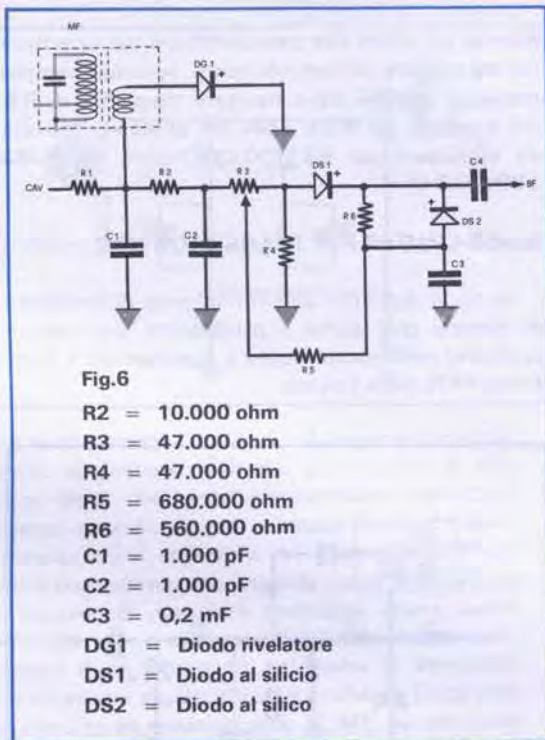 MF
DG 1
+
CAV
R1
R2
R3
DS1
+
C4
BF
R6
+
DS 2
C1
C2
R4
C3
R5
Fig.6
R2 = 10.000 ohm
R3 = 47.000 ohm
R4 = 47.000 ohm
R5 = 680.000 ohm
R6 = 560.000 ohm
C1 = 1.000 pF
C2 = 1.000 pF
C3 = 0,2 mF
DG1 = Diodo rivelatore
DS1 = Diodo al silicio
DS2 = Diodo al silico